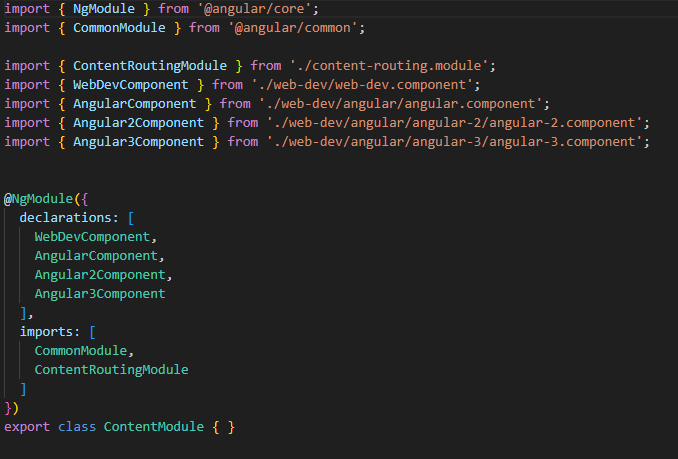 import { NgModule } from '@angular/core';
import { CommonModule } from '@angular/common';
import { ContentRoutingModule } from './content-routing.module';
import { WebDevComponent } from './web-dev/web-dev.component';
import { AngularComponent } from './web-dev/angular/angular.component';
import { Angular2Component } from './web-dev/angular/angular-2/angular-2.component';
import { Angular3Component } from './web-dev/angular/angular-3/angular-3.component';
@NgModule({
  declarations: [
    WebDevComponent,
    AngularComponent,
    Angular2Component,
    Angular3Component
  ],
  imports: [
    CommonModule,
    ContentRoutingModule
  ]
})
export class ContentModule { }